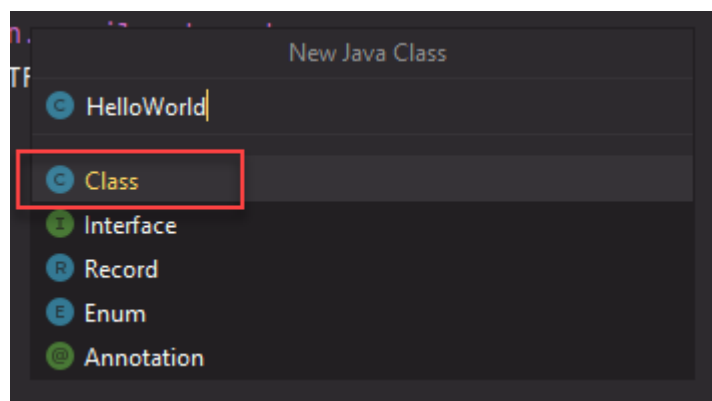 New Java Class
C HelloWorld
C Class
I Interface
R Record
E Enum
@ Annotation